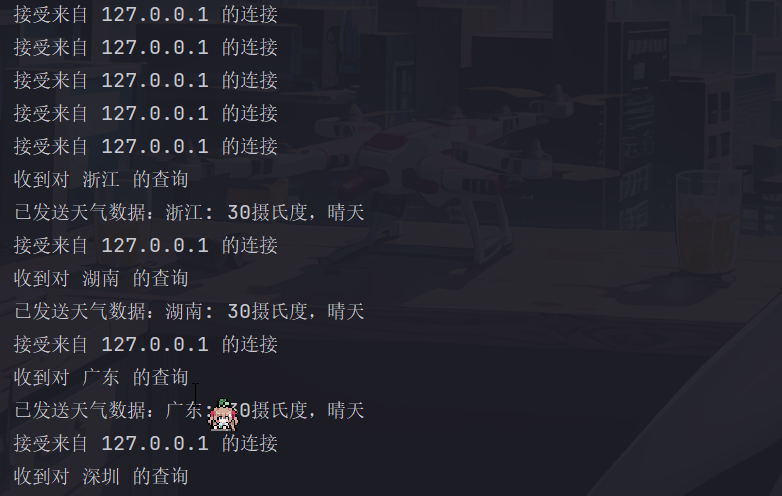 接受来自 127.0.0.1 的连接
接受来自 127.0.0.1 的连接
接受来自 127.0.0.1 的连接
接受来自 127.0.0.1 的连接
接受来自 127.0.0.1 的连接
收到对 浙江 的查询
已发送天气数据：浙江: 30摄氏度，晴天
接受来自 127.0.0.1 的连接
收到对 湖南 的查询
已发送天气数据：湖南: 30摄氏度，晴天
接受来自 127.0.0.1 的连接
收到对 广东 的查询
已发送天气数据：广东: 30摄氏度，晴天
接受来自 127.0.0.1 的连接
收到对 深圳 的查询